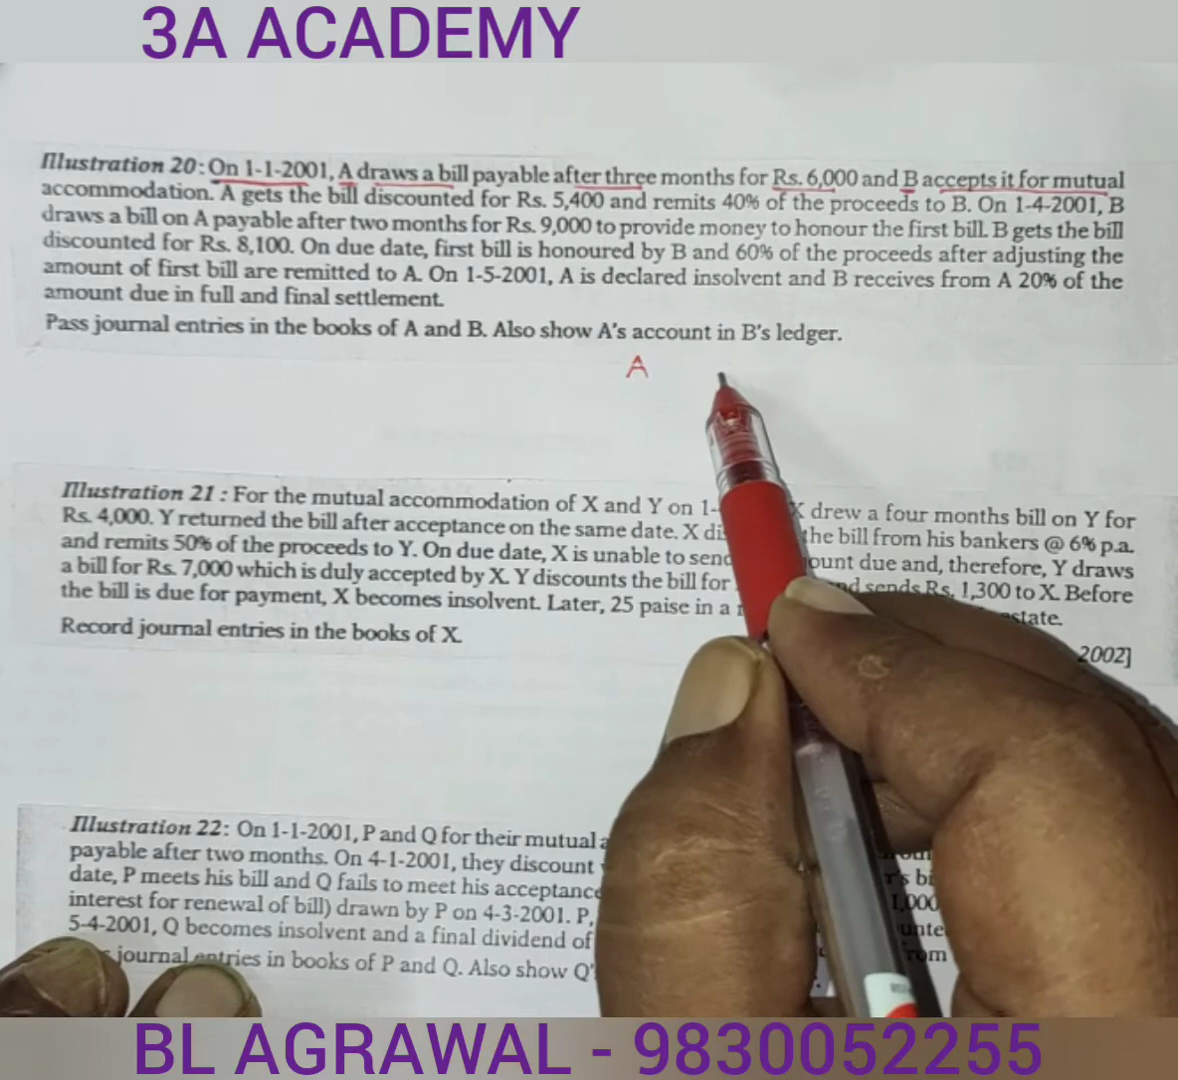 3A ACADEMY
Illustration 20: On 1-1-2001, A draws a bill payable after three months for Rs. 6,000 and B accepts it for mutual
accommodation. A gets the bill discounted for Rs. 5,400 and remits 40% of the proceeds to B. On 1-4-2001, B
draws a bill on A payable after two months for Rs. 9,000 to provide money to honour the first bill. B gets the bill
discounted for Rs. 8,100. On due date, first bill is honoured by B and 60% of the proceeds after adjusting the
amount of first bill are remitted to A. On 1-5-2001, A is declared insolvent and B receives from A 20% of the
amount due in full and final settlement.
Pass journal entries in the books of A and B. Also show A's account in B's ledger.
A
Illustration 21 : For the mutual accommodation of X and Y on 1- X drew a four months bill on Y for
Rs. 4,000. Y returned the bill after acceptance on the same date. X the bill from his bankers @ 6% p.a.
and remits 50% of the proceeds to Y. On due date, X is unable to due and, therefore, Y draws
a bill for Rs. 7,000 which is duly accepted by X. Y discounts the bill for sends Rs. 1,300 to X. Before
the bill is due for payment, X becomes insolvent. Later, 25 paise in a
Record journal entries in the books of X.
2002]
Illustration 22: On 1-1-2001, P and Q for their mutual
payable after two months. On 4-1-2001, they discount
date, P meets his bill and Q fails to meet his acceptance
interest for renewal of bill) drawn by P on 4-3-2001. P, 1,000
5-4-2001, Q becomes insolvent and a final dividend of
journal entries in books of P and Q. Also show
BL AGRAWAL - 9830052255